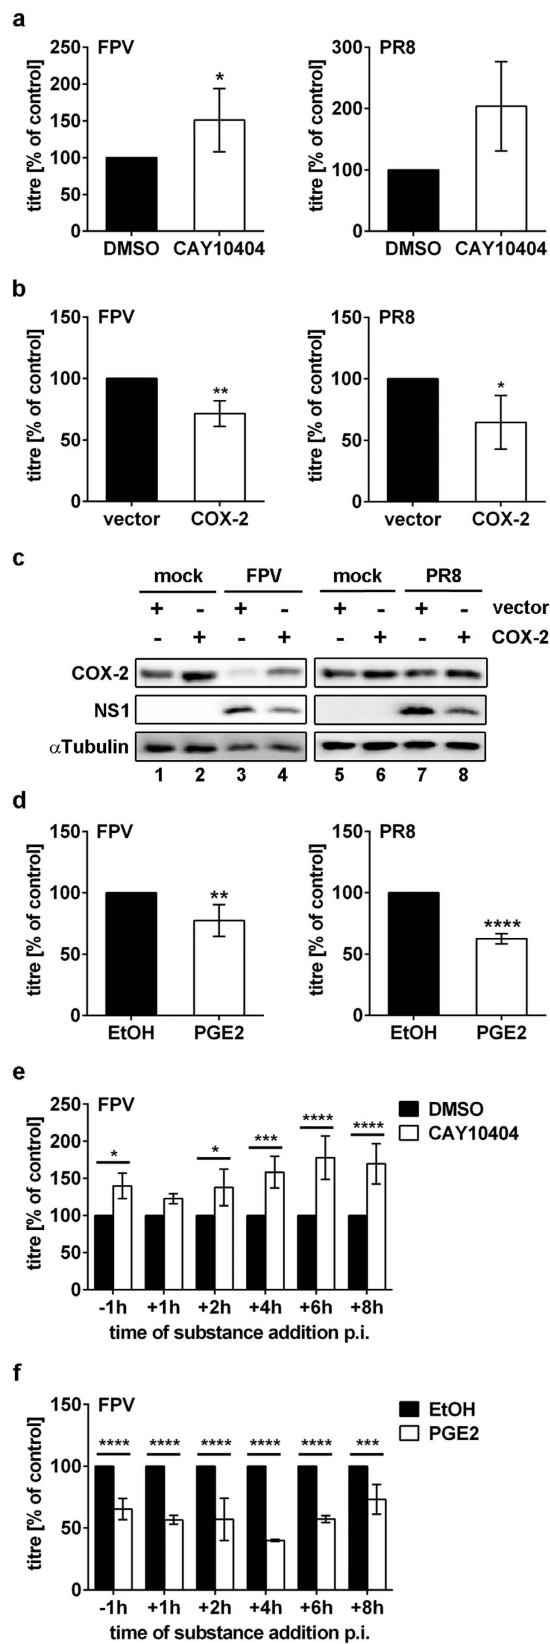 a
FPV
PR8
titre [% of control]
250
200
150
100
50
0
*
DMSO CAY10404
titre [% of control]
300
200
100
0
DMSO CAY10404
b
FPV
PR8
titre [% of control]
150
100
50
0
**
vector COX-2
titre [% of control]
150
100
50
0
*
vector COX-2
c
mock FPV mock PR8
+ - + - + - + - vector
- + - + - + - + COX-2
COX-2
NS1
αTubulin
1 2 3 4 5 6 7 8
d
FPV
PR8
titre [% of control]
150
100
50
0
**
EtOH PGE2
titre [% of control]
150
100
50
0
****
EtOH PGE2
e
FPV
DMSO
CAY10404
titre [% of control]
250
200
150
100
50
0
* * *** **** ****
-1h +1h +2h +4h +6h +8h
time of substance addition p.i.
f
FPV
EtOH
PGE2
titre [% of control]
150
100
50
0
**** **** **** **** **** ***
-1h +1h +2h +4h +6h +8h
time of substance addition p.i.